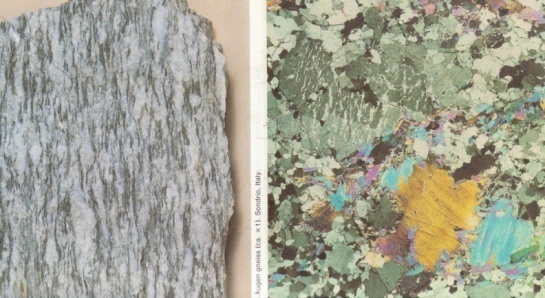 Augen gneiss (ca. ×1). Sondrio, Italy.